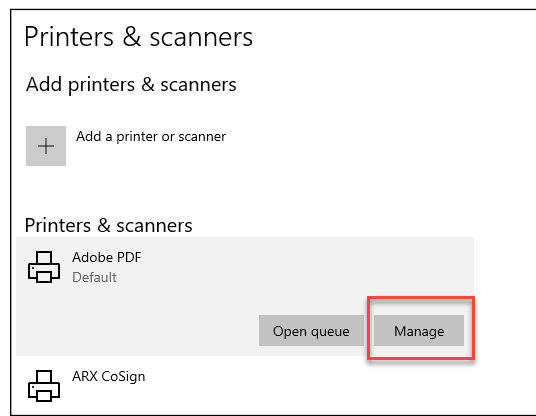 Printers & scanners
Add printers & scanners
Add a printer or scanner
Printers & scanners
Adobe PDF
Default
Open queue
Manage
ARX CoSign